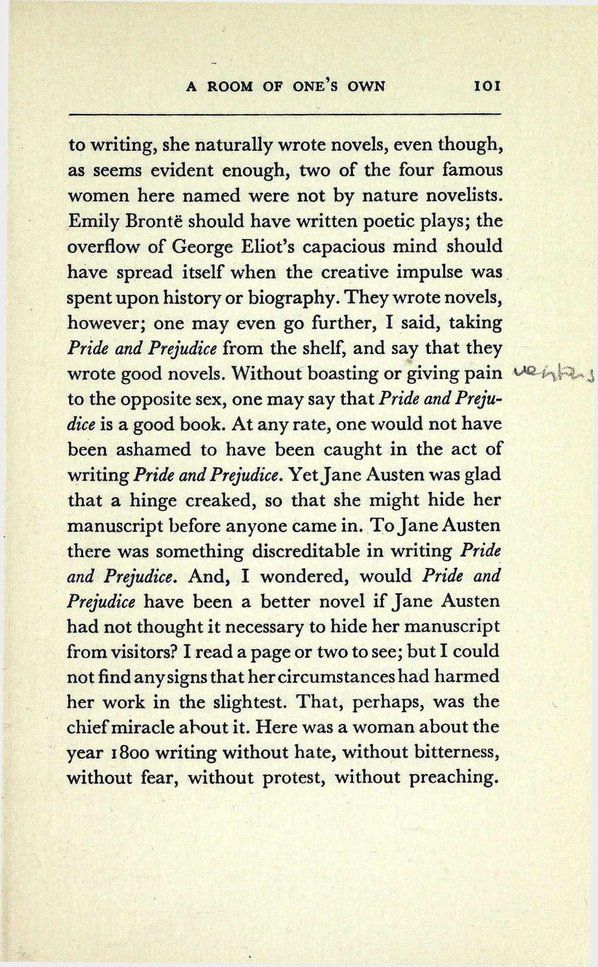 A ROOM OF ONE'S OWN 101
to writing, she naturally wrote novels, even though,
as seems evident enough, two of the four famous
women here named were not by nature novelists.
Emily Brontë should have written poetic plays; the
overflow of George Eliot's capacious mind should
have spread itself when the creative impulse was
spent upon history or biography. They wrote novels,
however; one may even go further, I said, taking
Pride and Prejudice from the shelf, and say that they
wrote good novels. Without boasting or giving pain
to the opposite sex, one may say that Pride and Preju-
dice is a good book. At any rate, one would not have
been ashamed to have been caught in the act of
writing Pride and Prejudice. Yet Jane Austen was glad
that a hinge creaked, so that she might hide her
manuscript before anyone came in. To Jane Austen
there was something discreditable in writing Pride
and Prejudice. And, I wondered, would Pride and
Prejudice have been a better novel if Jane Austen
had not thought it necessary to hide her manuscript
from visitors? I read a page or two to see; but I could
not find any signs that her circumstances had harmed
her work in the slightest. That, perhaps, was the
chief miracle about it. Here was a woman about the
year 1800 writing without hate, without bitterness,
without fear, without protest, without preaching.